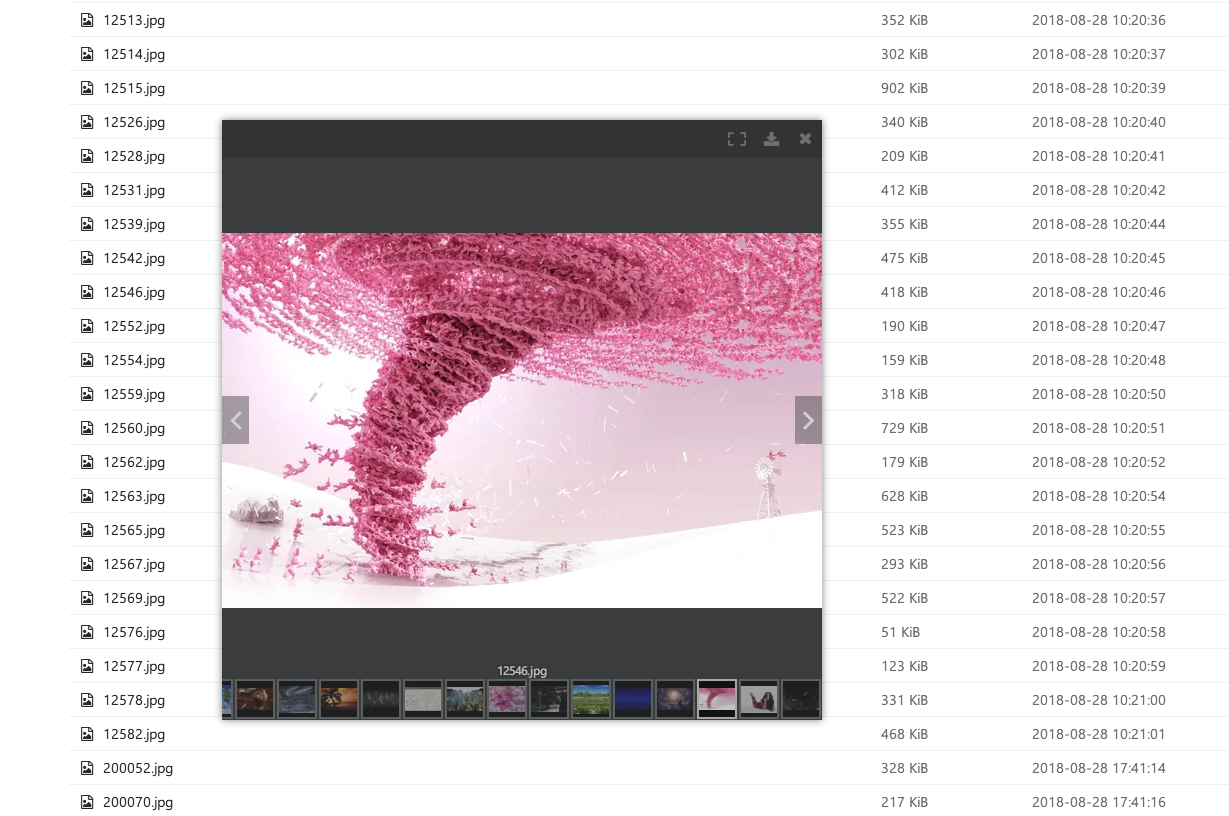 12513.jpg 352 KiB 2018-08-28 10:20:36
12514.jpg 302 KiB 2018-08-28 10:20:37
12515.jpg 902 KiB 2018-08-28 10:20:39
12526.jpg 340 KiB 2018-08-28 10:20:40
12528.jpg 209 KiB 2018-08-28 10:20:41
12531.jpg 412 KiB 2018-08-28 10:20:42
12539.jpg 355 KiB 2018-08-28 10:20:44
12542.jpg 475 KiB 2018-08-28 10:20:45
12546.jpg 418 KiB 2018-08-28 10:20:46
12552.jpg 190 KiB 2018-08-28 10:20:47
12554.jpg 159 KiB 2018-08-28 10:20:48
12559.jpg 318 KiB 2018-08-28 10:20:50
12560.jpg 729 KiB 2018-08-28 10:20:51
12562.jpg 179 KiB 2018-08-28 10:20:52
12563.jpg 628 KiB 2018-08-28 10:20:54
12565.jpg 523 KiB 2018-08-28 10:20:55
12567.jpg 293 KiB 2018-08-28 10:20:56
12569.jpg 522 KiB 2018-08-28 10:20:57
12576.jpg 51 KiB 2018-08-28 10:20:58
12577.jpg 123 KiB 2018-08-28 10:20:59
12546.jpg
12578.jpg 331 KiB 2018-08-28 10:21:00
12582.jpg 468 KiB 2018-08-28 10:21:01
200052.jpg 328 KiB 2018-08-28 17:41:14
200070.jpg 217 KiB 2018-08-28 17:41:16